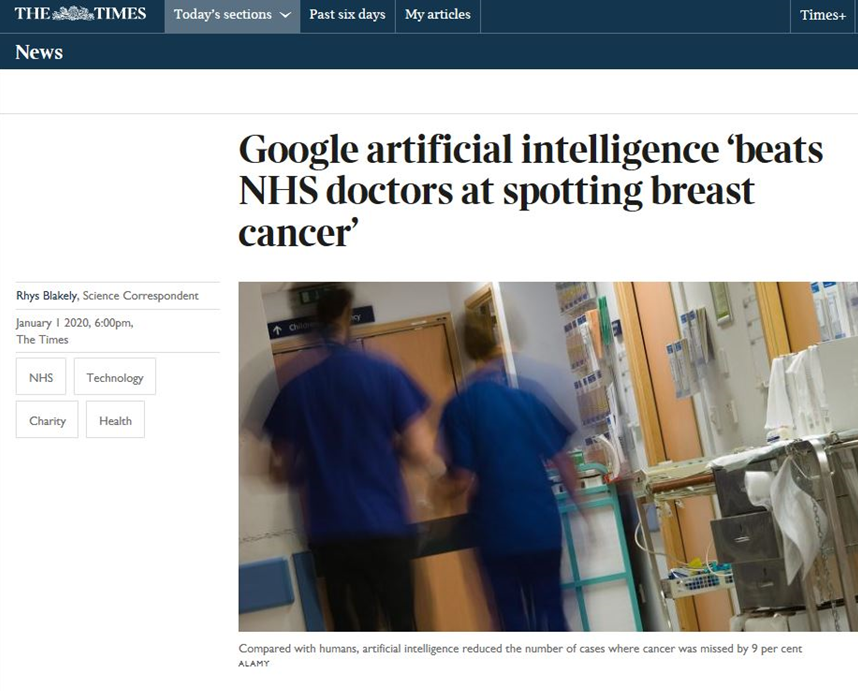 THE TIMES
Today's sections
Past six days
My articles
Times+
News
Google artificial intelligence ‘beats
NHS doctors at spotting breast
cancer’
Rhys Blakely, Science Correspondent
January 1 2020, 6:00pm,
The Times
NHS
Technology
Charity
Health
Compared with humans, artificial intelligence reduced the number of cases where cancer was missed by 9 per cent
ALAMY